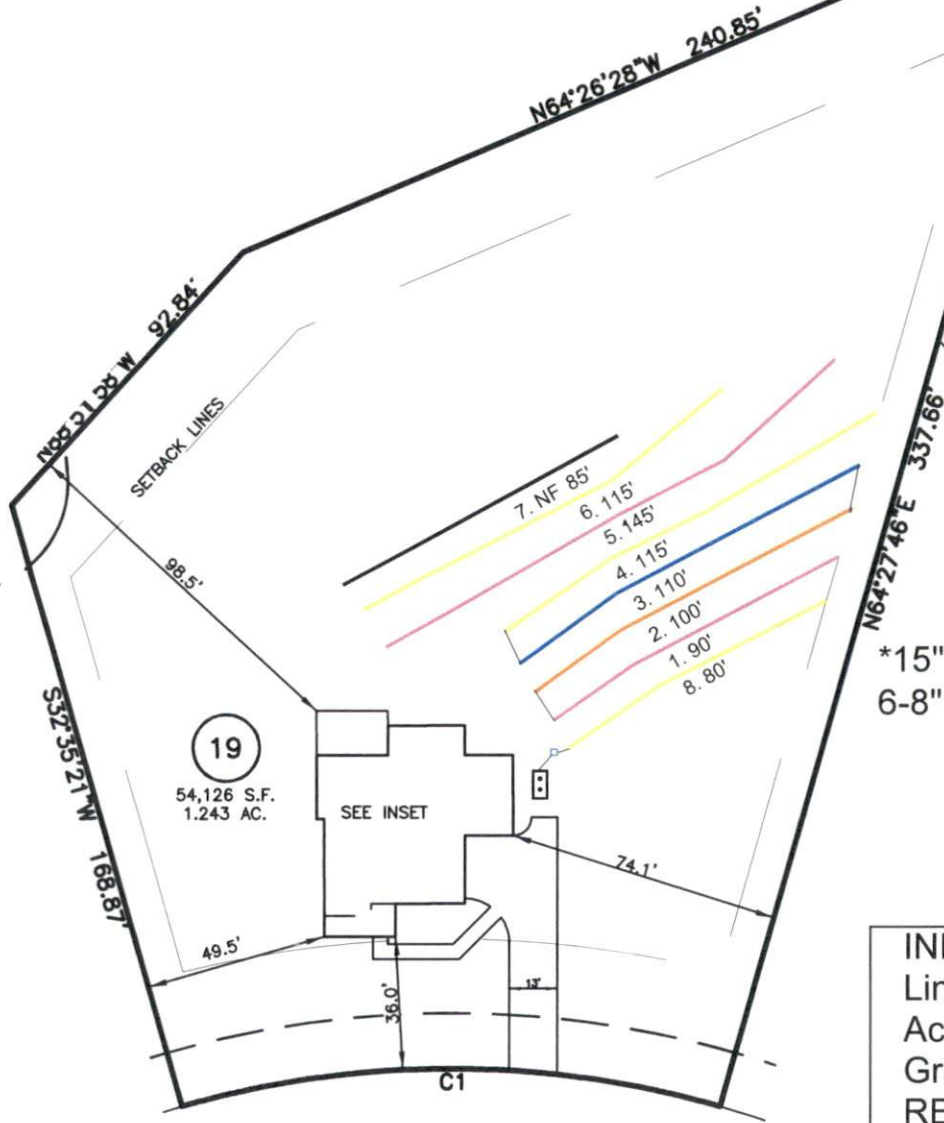 N64°26'28"W 240.85'
92.84'
SETBACK LINES
98.5'
7. NF 85'
6. 115'
5. 145'
4. 115'
3. 110'
2. 100'
1. 90'
8. 80'
N64°27'46"E 337.66'
*15"
6-8"
S32°35'21"W 168.87'
19
54,126 S.F.
1.243 AC.
SEE INSET
74.1'
49.5'
36.0'
13'
C1
Gr